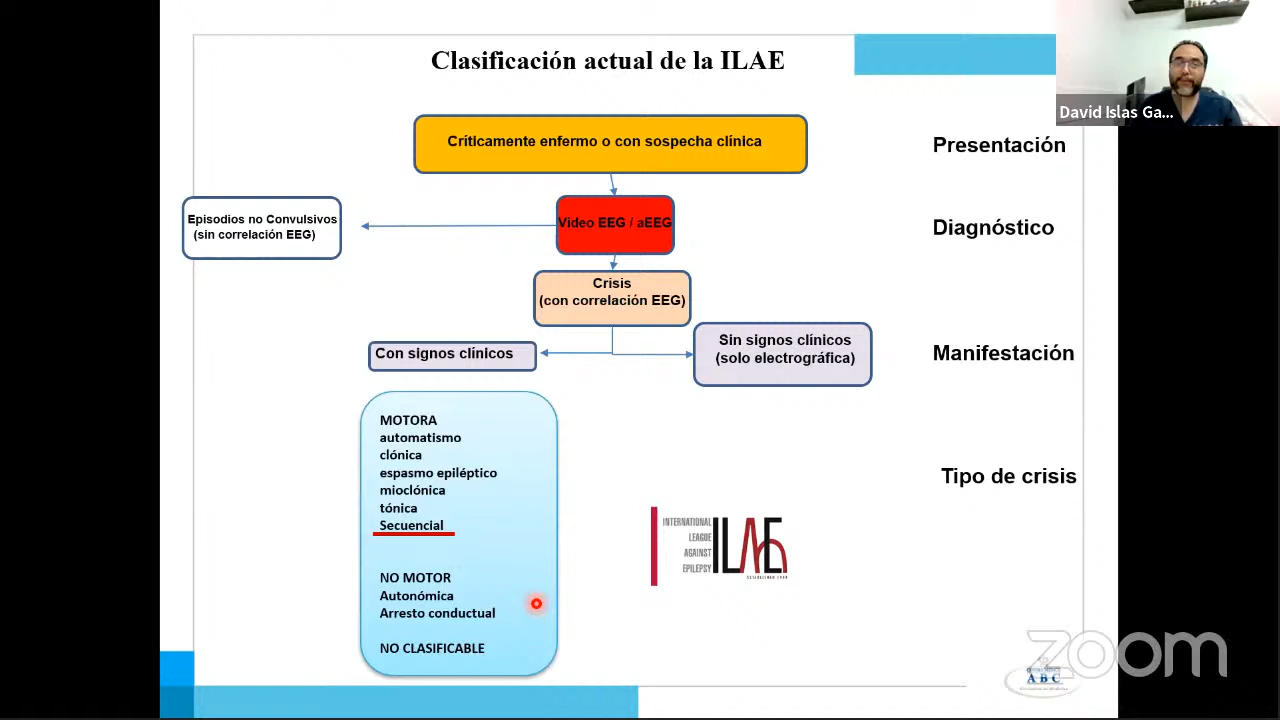 Clasificación actual de la ILAE
David Islas Ga...
Críticamente enfermo o con sospecha clínica
Presentación
Episodios no Convulsivos
(sin correlación EEG)
Video EEG / aEEG
Diagnóstico
Crisis
(con correlación EEG)
Con signos clínicos
Sin signos clínicos
(solo electrográfica)
Manifestación
MOTORA
automatismo
clónica
espasmo epiléptico
mioclónica
tónica
Secuencial
NO MOTOR
Autonómica
Arresto conductual
NO CLASIFICABLE
Tipo de crisis
INTERNATIONAL
LEAGUE
AGAINST
EPILEPSY
ILAE
zoom
ABC